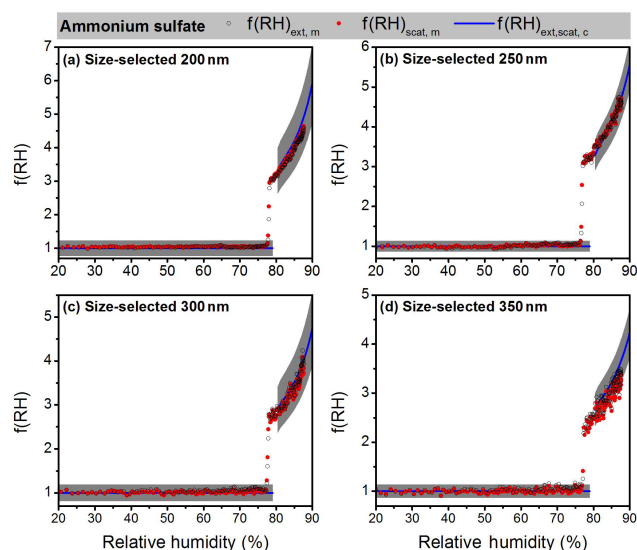 Ammonium sulfate f(RH)ext, m f(RH)scat, m f(RH)ext,scat, c
(a) Size-selected 200 nm
f(RH)
7
6
5
4
3
2
1
20 30 40 50 60 70 80 90
(b) Size-selected 250 nm
f(RH)
6
5
4
3
2
1
20 30 40 50 60 70 80 90
(c) Size-selected 300 nm
f(RH)
5
4
3
2
1
20 30 40 50 60 70 80 90
Relative humidity (%)
(d) Size-selected 350 nm
f(RH)
5
4
3
2
1
20 30 40 50 60 70 80 90
Relative humidity (%)